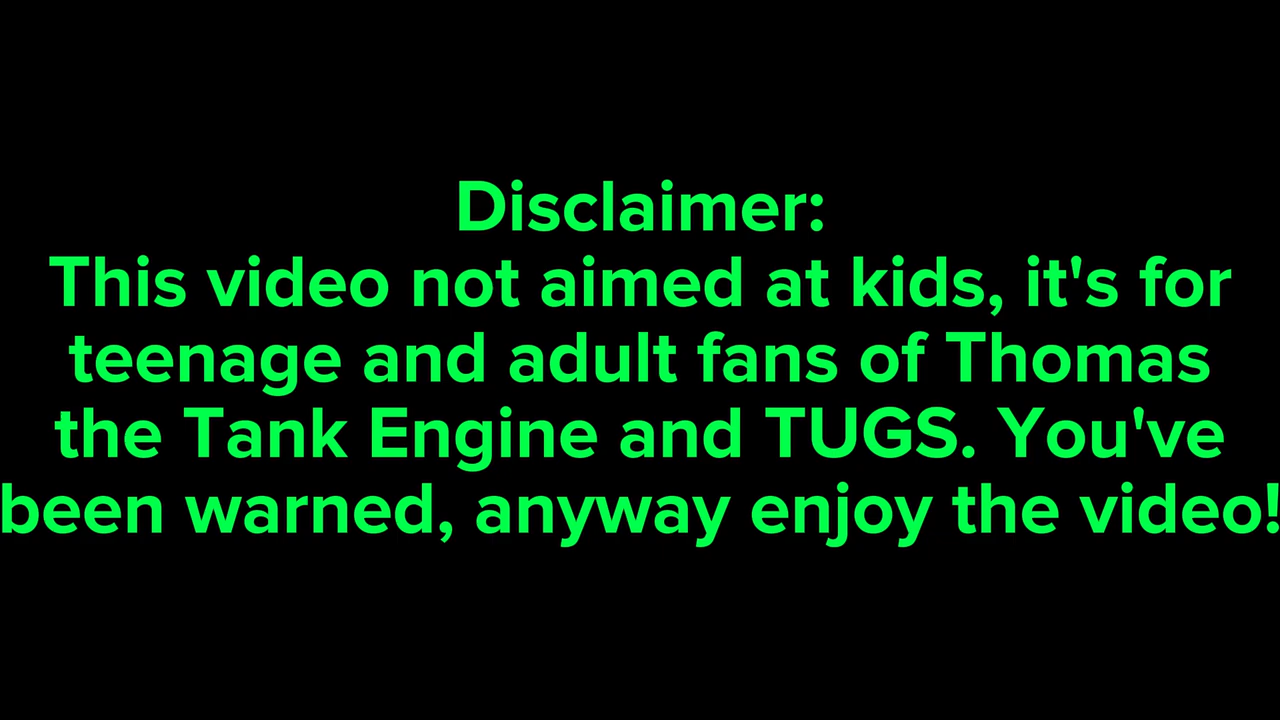 Disclaimer:
This video not aimed at kids, it's for
teenage and adult fans of Thomas
the Tank Engine and TUGS. You've
been warned, anyway enjoy the video!